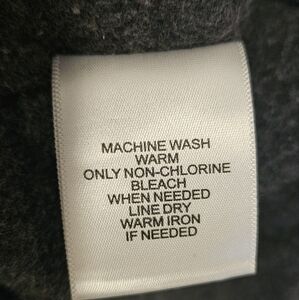 MACHINE WASH
WARM
ONLY NON-CHLORINE
BLEACH
WHEN NEEDED
LINE DRY
WARM IRON
IF NEEDED